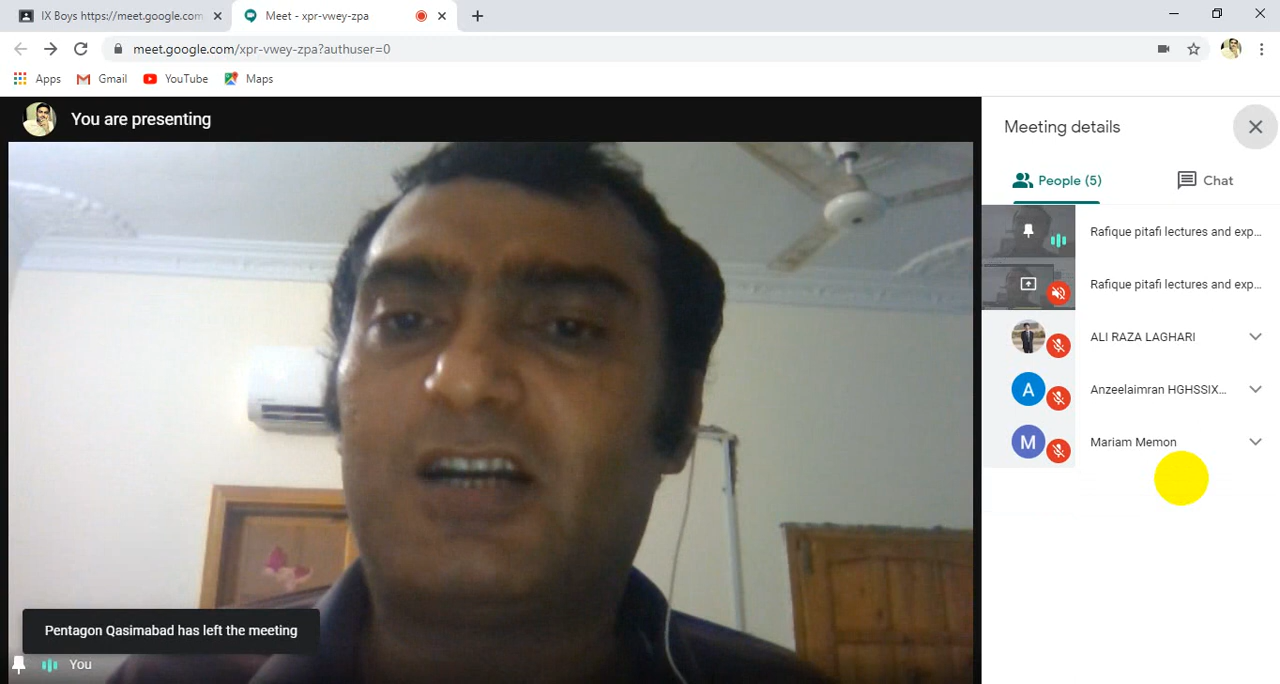 IX Boys https://meet.google.com
Meet - xpr-vwey-zpa
meet.google.com/xpr-vwey-zpa?authuser=0
Apps
Gmail
YouTube
Maps
You are presenting
Meeting details
People (5)
Chat
Rafique pitafi lectures and exp...
Rafique pitafi lectures and exp...
ALI RAZA LAGHARI
A
Anzeelaimran HGHSSIX...
M
Mariam Memon
Pentagon Qasimabad has left the meeting
You